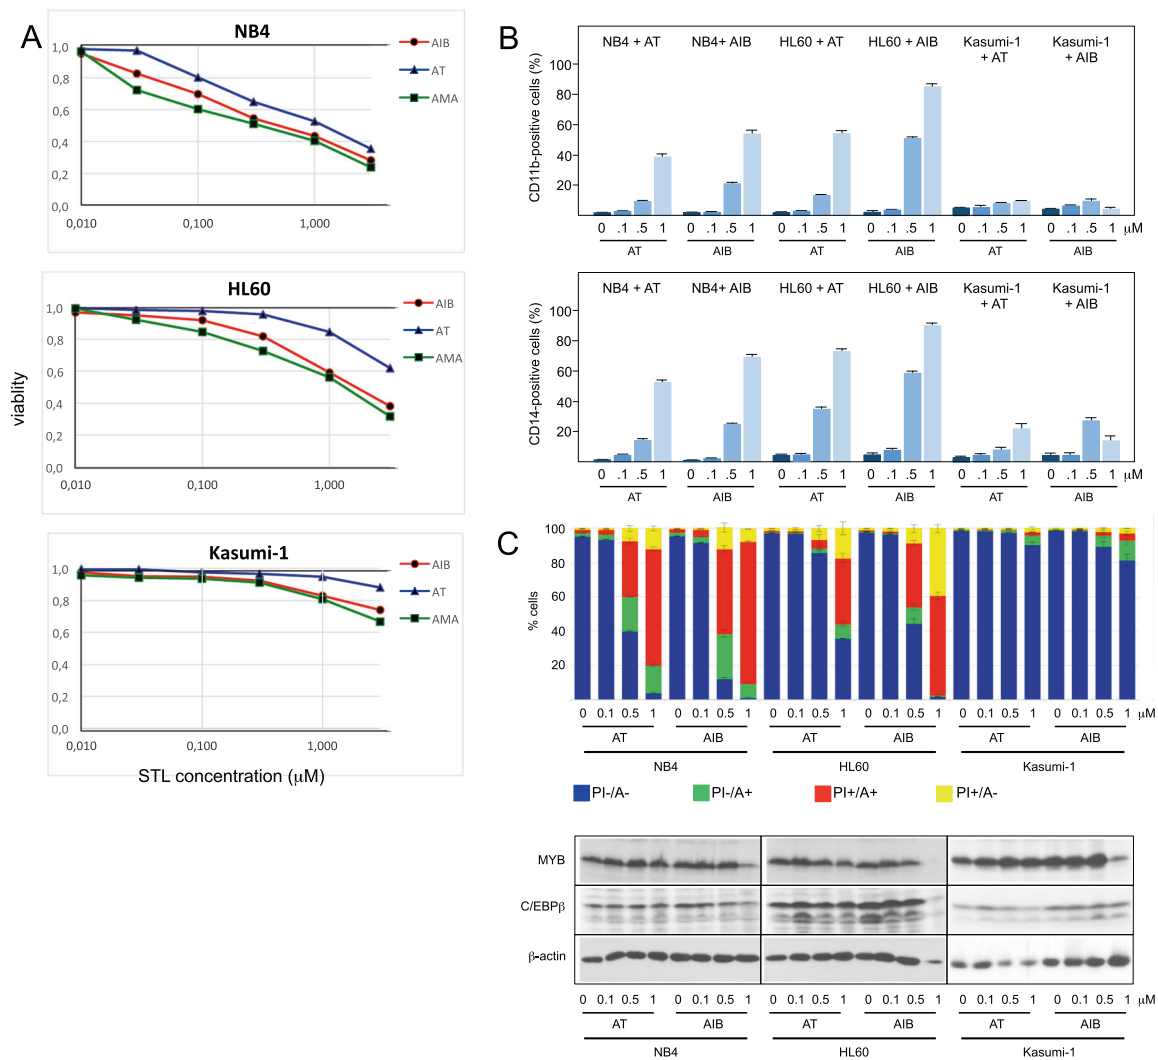 A
NB4
1,0
0,8
0,6
0,4
0,2
0,0
0,010 0,100 1,000
AIB
AT
AMA
HL60
1,0
0,8
0,6
0,4
0,2
0,0
0,010 0,100 1,000
AIB
AT
AMA
viablity
Kasumi-1
1,0
0,8
0,6
0,4
0,2
0,0
0,010 0,100 1,000
AIB
AT
AMA
STL concentration (μM)
B
NB4 + AT NB4+ AIB HL60 + AT HL60 + AIB Kasumi-1 + AT Kasumi-1 + AIB
CD11b-positive cells (%)
100
80
60
40
20
0 .1 .5 1 0 .1 .5 1 0 .1 .5 1 0 .1 .5 1 0 .1 .5 1 0 .1 .5 1 μM
AT AIB AT AIB AT AIB
NB4 + AT NB4+ AIB HL60 + AT HL60 + AIB Kasumi-1 + AT Kasumi-1 + AIB
CD14-positive cells (%)
100
80
60
40
20
0 .1 .5 1 0 .1 .5 1 0 .1 .5 1 0 .1 .5 1 0 .1 .5 1 0 .1 .5 1 μM
AT AIB AT AIB AT AIB
C
% cells
100
80
60
40
20
0 0.1 0.5 1 0 0.1 0.5 1 0 0.1 0.5 1 0 0.1 0.5 1 0 0.1 0.5 1 0 0.1 0.5 1 μM
AT AIB AT AIB AT AIB
NB4 HL60 Kasumi-1
PI-/A- PI-/A+ PI+/A+ PI+/A-
MYB
C/EBPβ
β-actin
0 0.1 0.5 1 0 0.1 0.5 1 0 0.1 0.5 1 0 0.1 0.5 1 0 0.1 0.5 1 0 0.1 0.5 1 μM
AT AIB AT AIB AT AIB
NB4 HL60 Kasumi-1